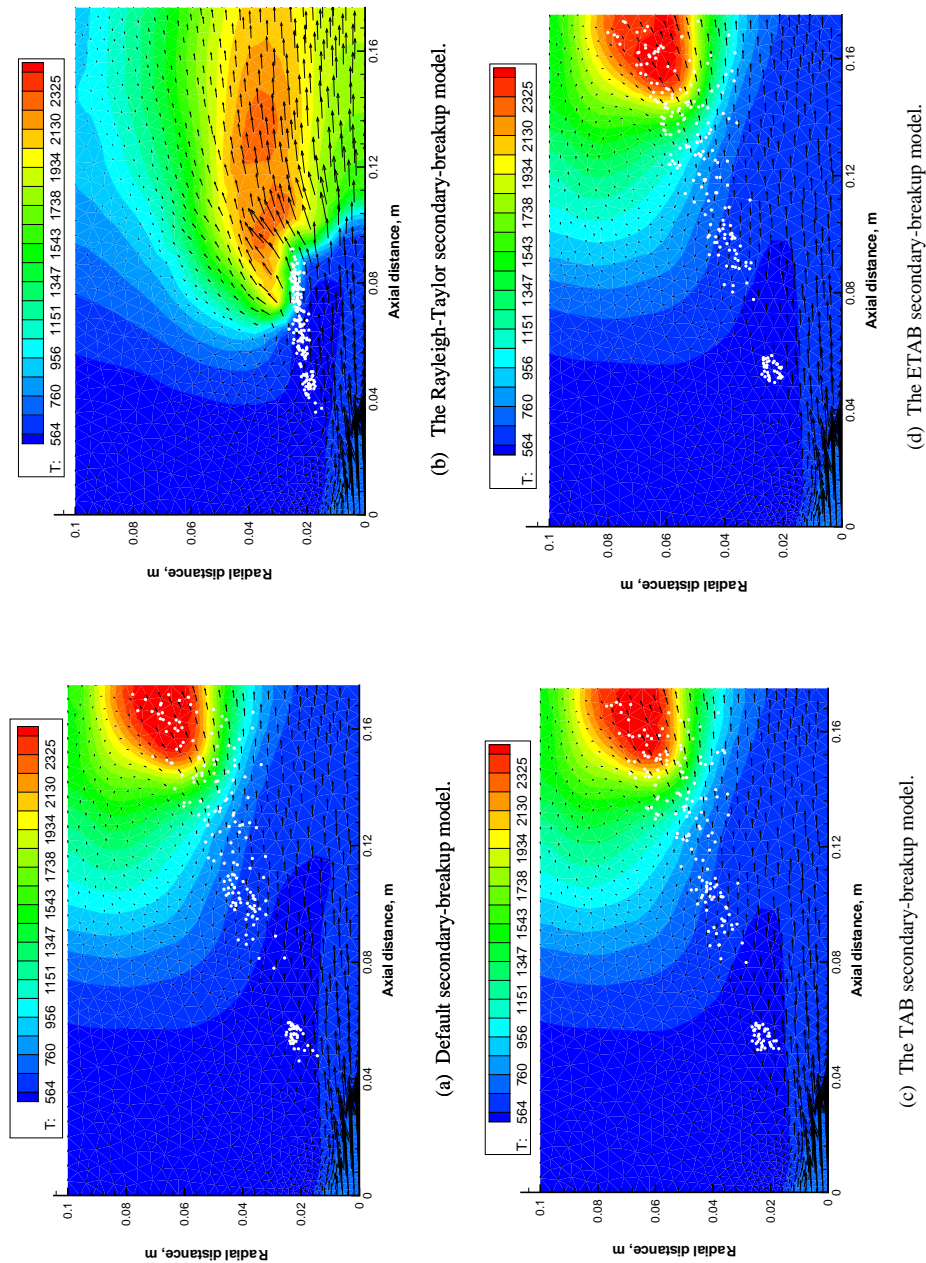 T: 564 760 956 1151 1347 1543 1738 1934 2130 2325
Radial distance, m
0.1
0.08
0.06
0.04
0.02
0
0 0.04 0.08 0.12 0.16
Axial distance, m
(a) Default secondary-breakup model.
T: 564 760 956 1151 1347 1543 1738 1934 2130 2325
Radial distance, m
0.1
0.08
0.06
0.04
0.02
0
0 0.04 0.08 0.12 0.16
Axial distance, m
(b) The Rayleigh-Taylor secondary-breakup model.
T: 564 760 956 1151 1347 1543 1738 1934 2130 2325
Radial distance, m
0.1
0.08
0.06
0.04
0.02
0
0 0.04 0.08 0.12 0.16
Axial distance, m
(c) The TAB secondary-breakup model.
T: 564 760 956 1151 1347 1543 1738 1934 2130 2325
Radial distance, m
0.1
0.08
0.06
0.04
0.02
0
0 0.04 0.08 0.12 0.16
Axial distance, m
(d) The ETAB secondary-breakup model.